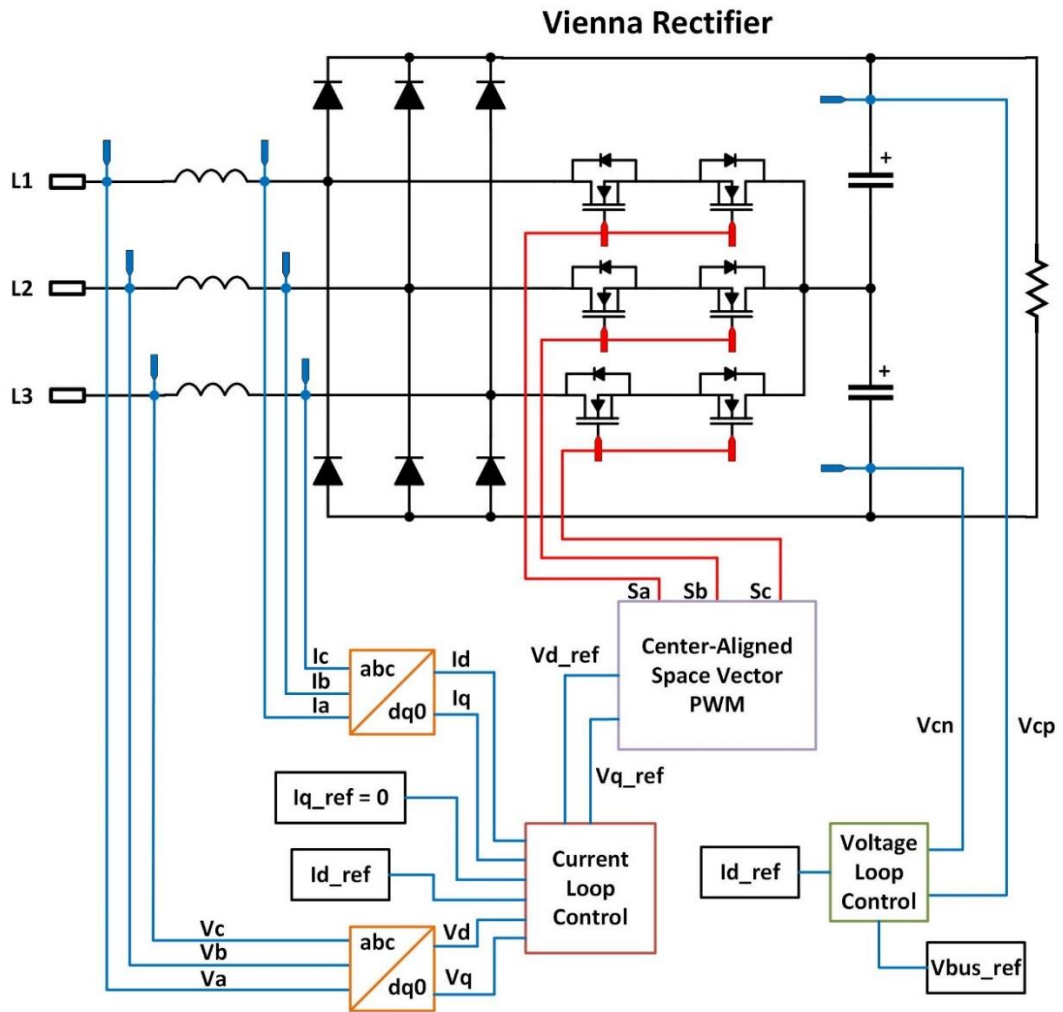 Vienna Rectifier
L1
+
L2
L3
+
Sa
Sb
Sc
Center-Aligned
Space Vector
PWM
Ic
Ib
Ia
abc
dq0
Id
Iq
Vd_ref
Vq_ref
Vcn
Vcp
Iq_ref = 0
Id_ref
Current
Loop
Control
Id_ref
Voltage
Loop
Control
Vbus_ref
Vc
Vb
Va
abc
dq0
Vd
Vq